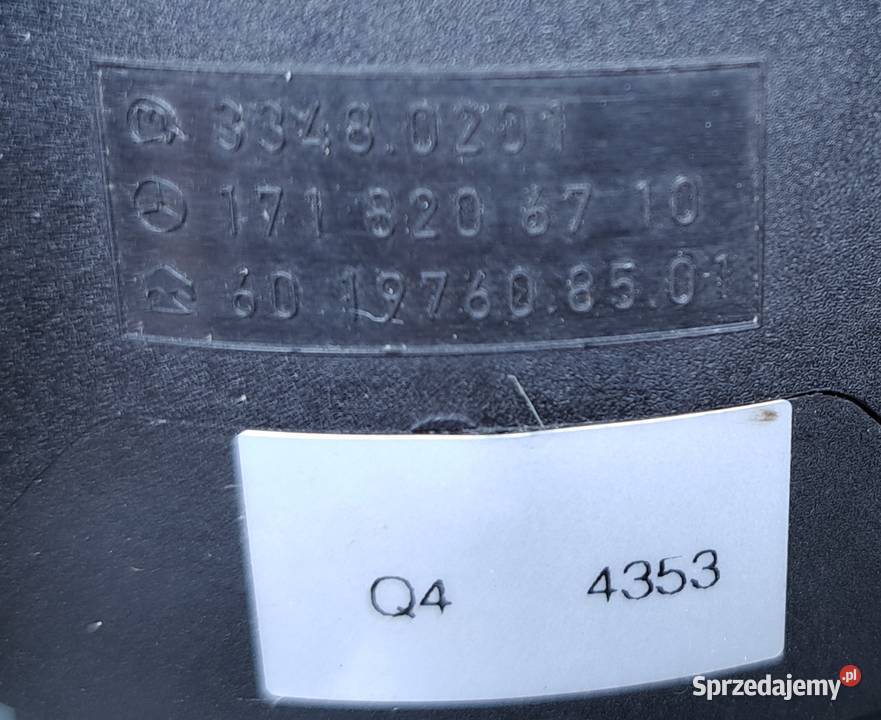 3348.0201
171 820 67 10
60 19760.85.01
Q4 4353
Sprzedajemy.pl